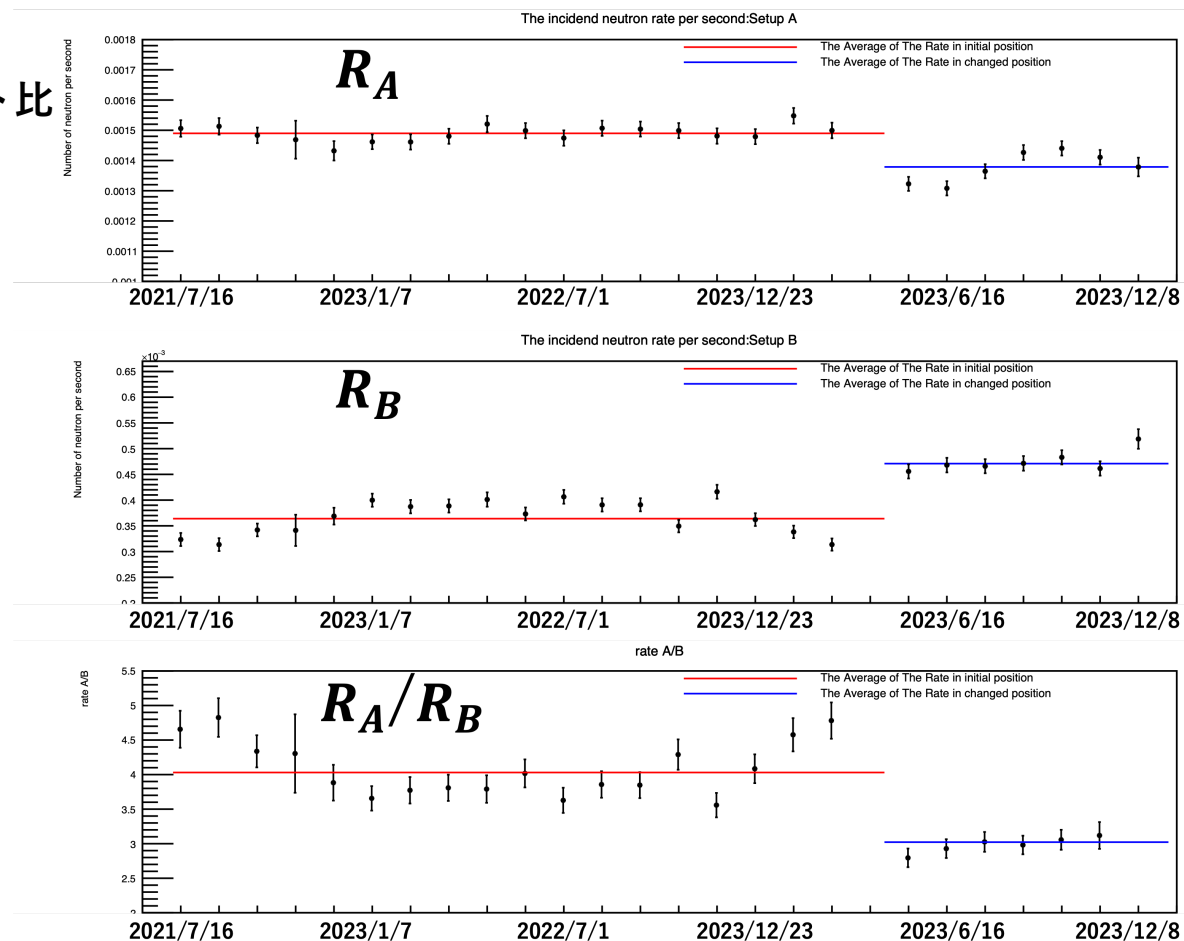 The incidend neutron rate per second:Setup A
比
Number of neutron per second
0.0018
0.0017
0.0016
0.0015
0.0014
0.0013
0.0012
0.0011
0.001
R_A
The Average of The Rate in initial position
The Average of The Rate in changed position
2021/7/16 2023/1/7 2022/7/1 2023/12/23 2023/6/16 2023/12/8
The incidend neutron rate per second:Setup B
×10⁻³
Number of neutron per second
0.65
0.6
0.55
0.5
0.45
0.4
0.35
0.3
0.25
0.2
R_B
The Average of The Rate in initial position
The Average of The Rate in changed position
2021/7/16 2023/1/7 2022/7/1 2023/12/23 2023/6/16 2023/12/8
rate A/B
rate A/B
5.5
5
4.5
4
3.5
3
2.5
2
R_A/R_B
The Average of The Rate in initial position
The Average of The Rate in changed position
2021/7/16 2023/1/7 2022/7/1 2023/12/23 2023/6/16 2023/12/8